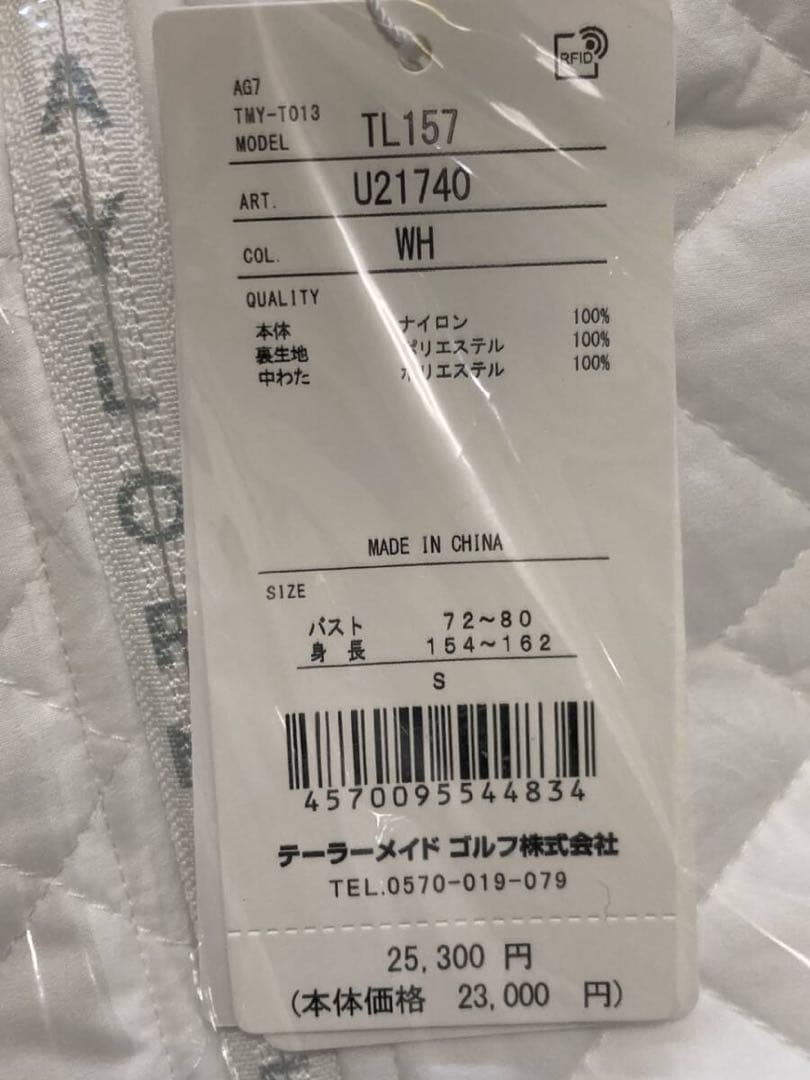 RFID
AG7
TMY-T013
MODEL TL157
ART. U21740
COL. WH
QUALITY
本体 ナイロン 100%
裏生地 ポリエステル 100%
中わた ポリエステル 100%
MADE IN CHINA
SIZE
バスト 72~80
身長 154~162
S
4570095544834
テーラーメイド ゴルフ株式会社
TEL.0570-019-079
25,300 円
(本体価格 23,000 円)
AYLOR